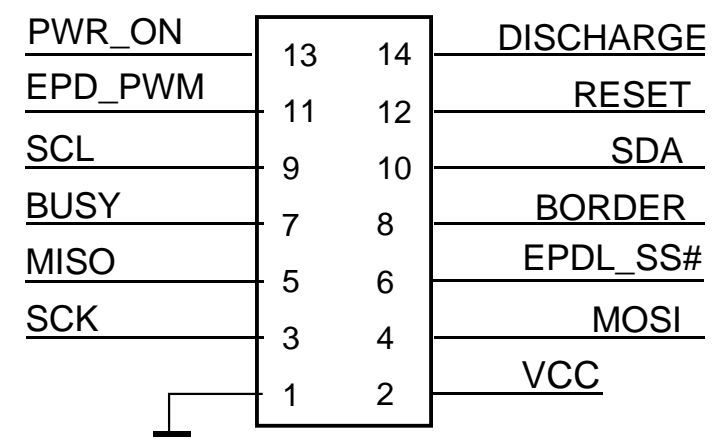 PWR_ON 13 14 DISCHARGE
EPD_PWM 11 12 RESET
SCL 9 10 SDA
BUSY 7 8 BORDER
MISO 5 6 EPDL_SS#
SCK 3 4 MOSI
1 2 VCC